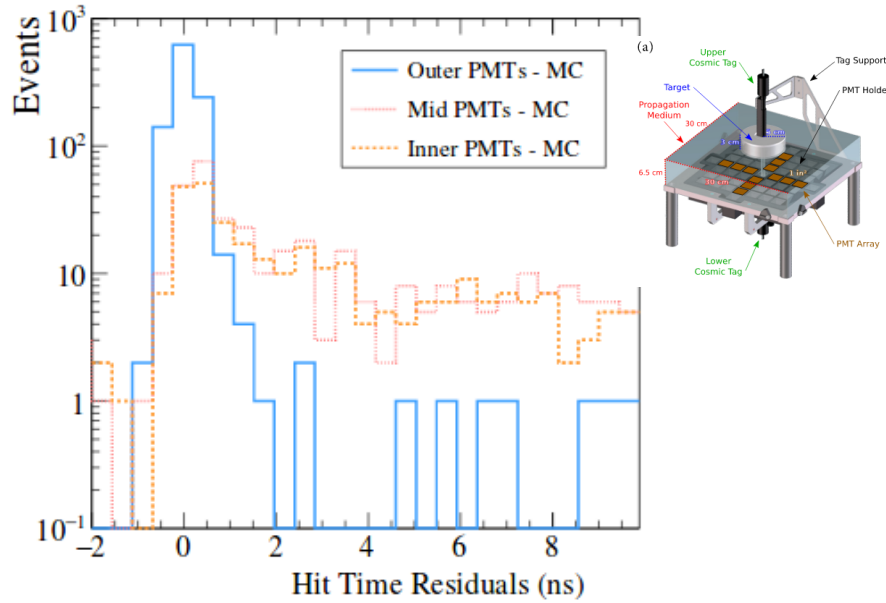 Events
10³
10²
10
1
10⁻¹
−2
0
2
4
6
8
Hit Time Residuals (ns)
Outer PMTs - MC
Mid PMTs - MC
Inner PMTs - MC
(a)
Upper
Cosmic Tag
Tag Support
Target
PMT Holde
Propagation
Medium
30 cm
6.5 cm
10 cm
1 in²
PMT Array
Lower
Cosmic Tag